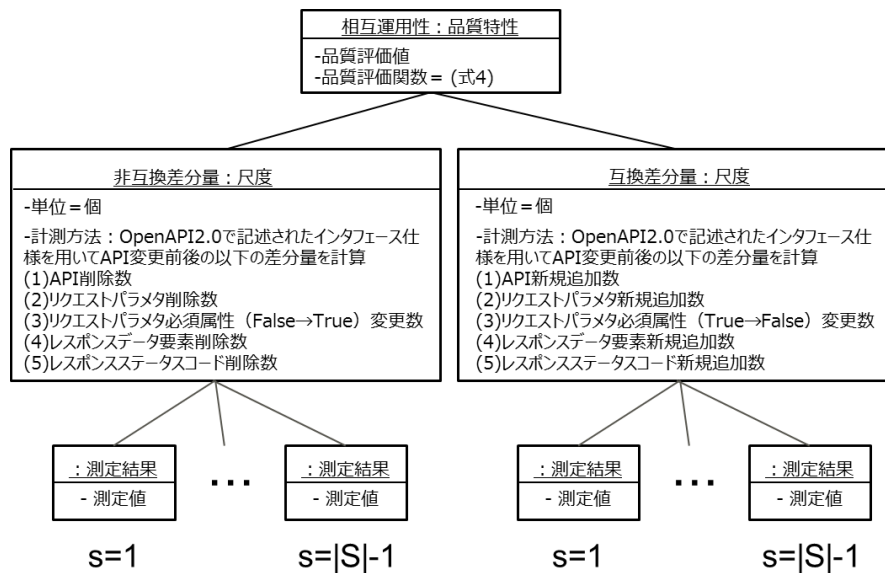 相互運用性：品質特性
-品質評価値
-品質評価関数＝ (式4)
非互換差分量：尺度
-単位＝個
-計測方法：OpenAPI2.0で記述されたインタフェース仕
様を用いてAPI変更前後の以下の差分量を計算
(1)API削除数
(2)リクエストパラメタ削除数
(3)リクエストパラメタ必須属性（False→True）変更数
(4)レスポンスデータ要素削除数
(5)レスポンスステータスコード削除数
互換差分量：尺度
-単位＝個
-計測方法：OpenAPI2.0で記述されたインタフェース仕
様を用いてAPI変更前後の以下の差分量を計算
(1)API新規追加数
(2)リクエストパラメタ新規追加数
(3)リクエストパラメタ必須属性（True→False）変更数
(4)レスポンスデータ要素新規追加数
(5)レスポンスステータスコード新規追加数
：測定結果
- 測定値
…
：測定結果
- 測定値
：測定結果
- 測定値
…
：測定結果
- 測定値
s=1
s=|S|-1
s=1
s=|S|-1